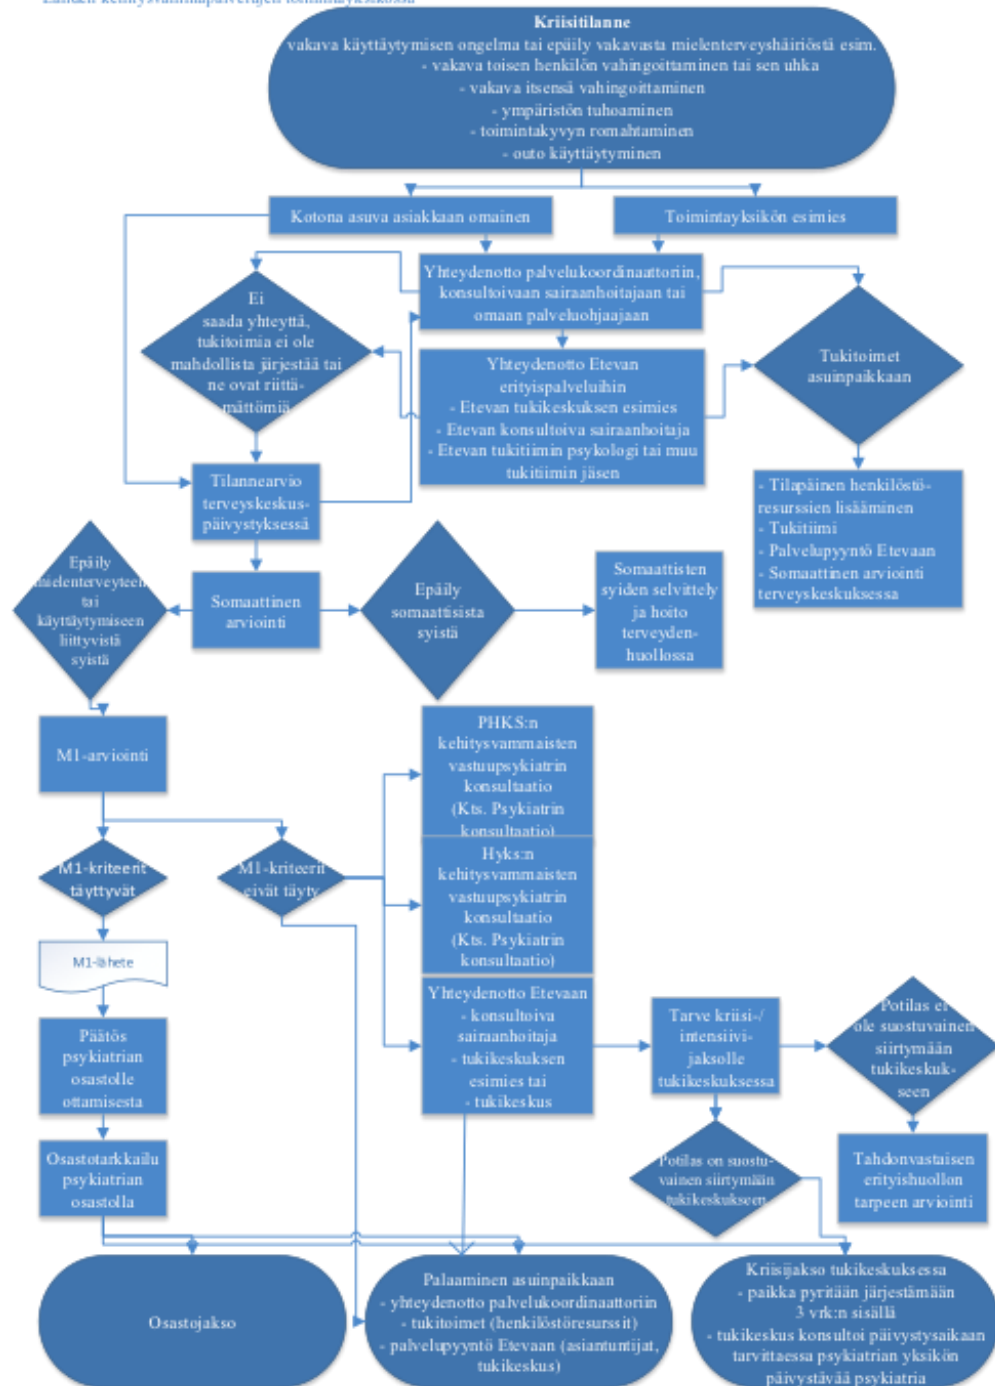 Lahden kehitysvammapalvelujen toimintayksikössä
Kriisitilanne
vakava käyttäytymisen ongelma tai epäily vakavasta mielenterveyshäiriöstä esim.
- vakava toisen henkilön vahingoittaminen tai sen uhka
- vakava itsensä vahingoittaminen
- ympäristön tuhoaminen
- toimintakyvyn romahtaminen
- outo käyttäytyminen
Kotona asuva asiakkaan omainen
Toimintayksikön esimies
Yhteydenotto palvelukoordinaattoriin,
konsultoivaan sairaanhoitajaan tai
omaan palveluohjaajaan
Ei
saada yhteyttä,
tukitoimia ei ole
mahdollista järjestää tai
ne ovat riittä-
mättömiä
Yhteydenotto Etevan
erityispalveluihin
- Etevan tukikeskuksen esimies
- Etevan konsultoiva sairaanhoitaja
- Etevan tukitiimin psykologi tai muu
tukitiimin jäsen
Tukitoimet
asuinpaikkaan
Tilannearvio
terveyskeskus-
päivystyksessä
- Tilapäinen henkilöstö-
resurssien lisääminen
- Tukitiimi
- Palvelupyyntö Etevaan
- Somaattinen arviointi
terveyskeskuksessa
Epäily
mielenterveyteen
tai
käyttäytymiseen
liittyvistä
syistä
Somaattinen
arviointi
Epäily
somaattisista
syistä
Somaattisten
syiden selvittely
ja hoito
terveyden-
huollossa
M1-arviointi
PHKS:n
kehitysvammaisten
vastuupsykiatrin
konsultaatio
(Kts. Psykiatrin
konsultaatio)
M1-kriteerit
täyttyvät
M1-kriteerit
eivät täyty
Hyks:n
kehitysvammaisten
vastuupsykiatrin
konsultaatio
(Kts. Psykiatrin
konsultaatio)
M1-lähete
Yhteydenotto Etevaan
- konsultoiva
sairaanhoitaja
- tukikeskuksen
esimies tai
- tukikeskus
Tarve kriisi-/
intensiivi-
jaksolle
tukikeskuksessa
Potilas ei
ole suostuvainen
siirtymään
tukikeskuk-
seen
Päätös
psykiatrian
osastolle
ottamisesta
Osastotarkkailu
psykiatrian
osastolla
Potilas on suostu-
vainen siirtymään
tukikeskukseen
Tahdonvastaisen
erityishuollon
tarpeen arviointi
Osastojakso
Palaaminen asuinpaikkaan
- yhteydenotto palvelukoordinaattoriin
- tukitoimet (henkilöstöresurssit)
- palvelupyyntö Etevaan (asiantuntijat,
tukikeskus)
Kriisijakso tukikeskuksessa
- paikka pyritään järjestämään
3 vrk:n sisällä
- tukikeskus konsultoi päivystysaikaan
tarvittaessa psykiatrian yksikön
päivystävää psykiatria